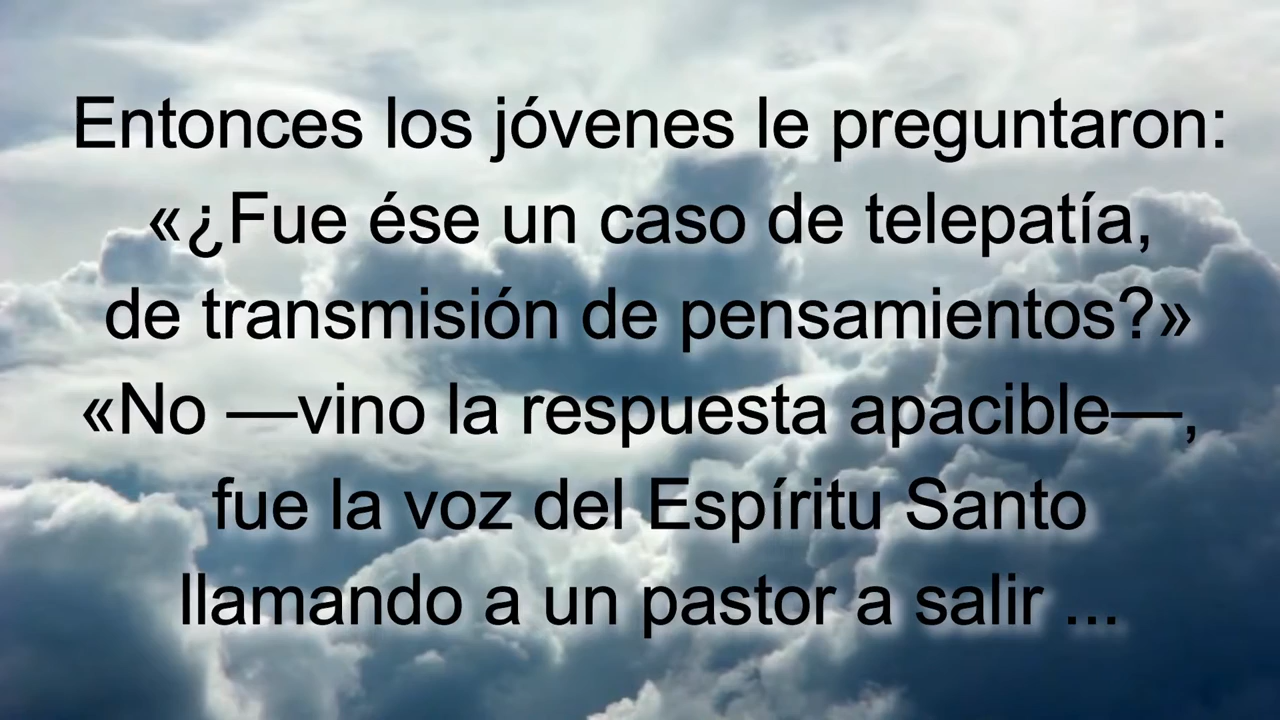 Entonces los jóvenes le preguntaron:
«¿Fue ése un caso de telepatía,
de transmisión de pensamientos?»
«No —vino la respuesta apacible—,
fue la voz del Espíritu Santo
llamando a un pastor a salir ...